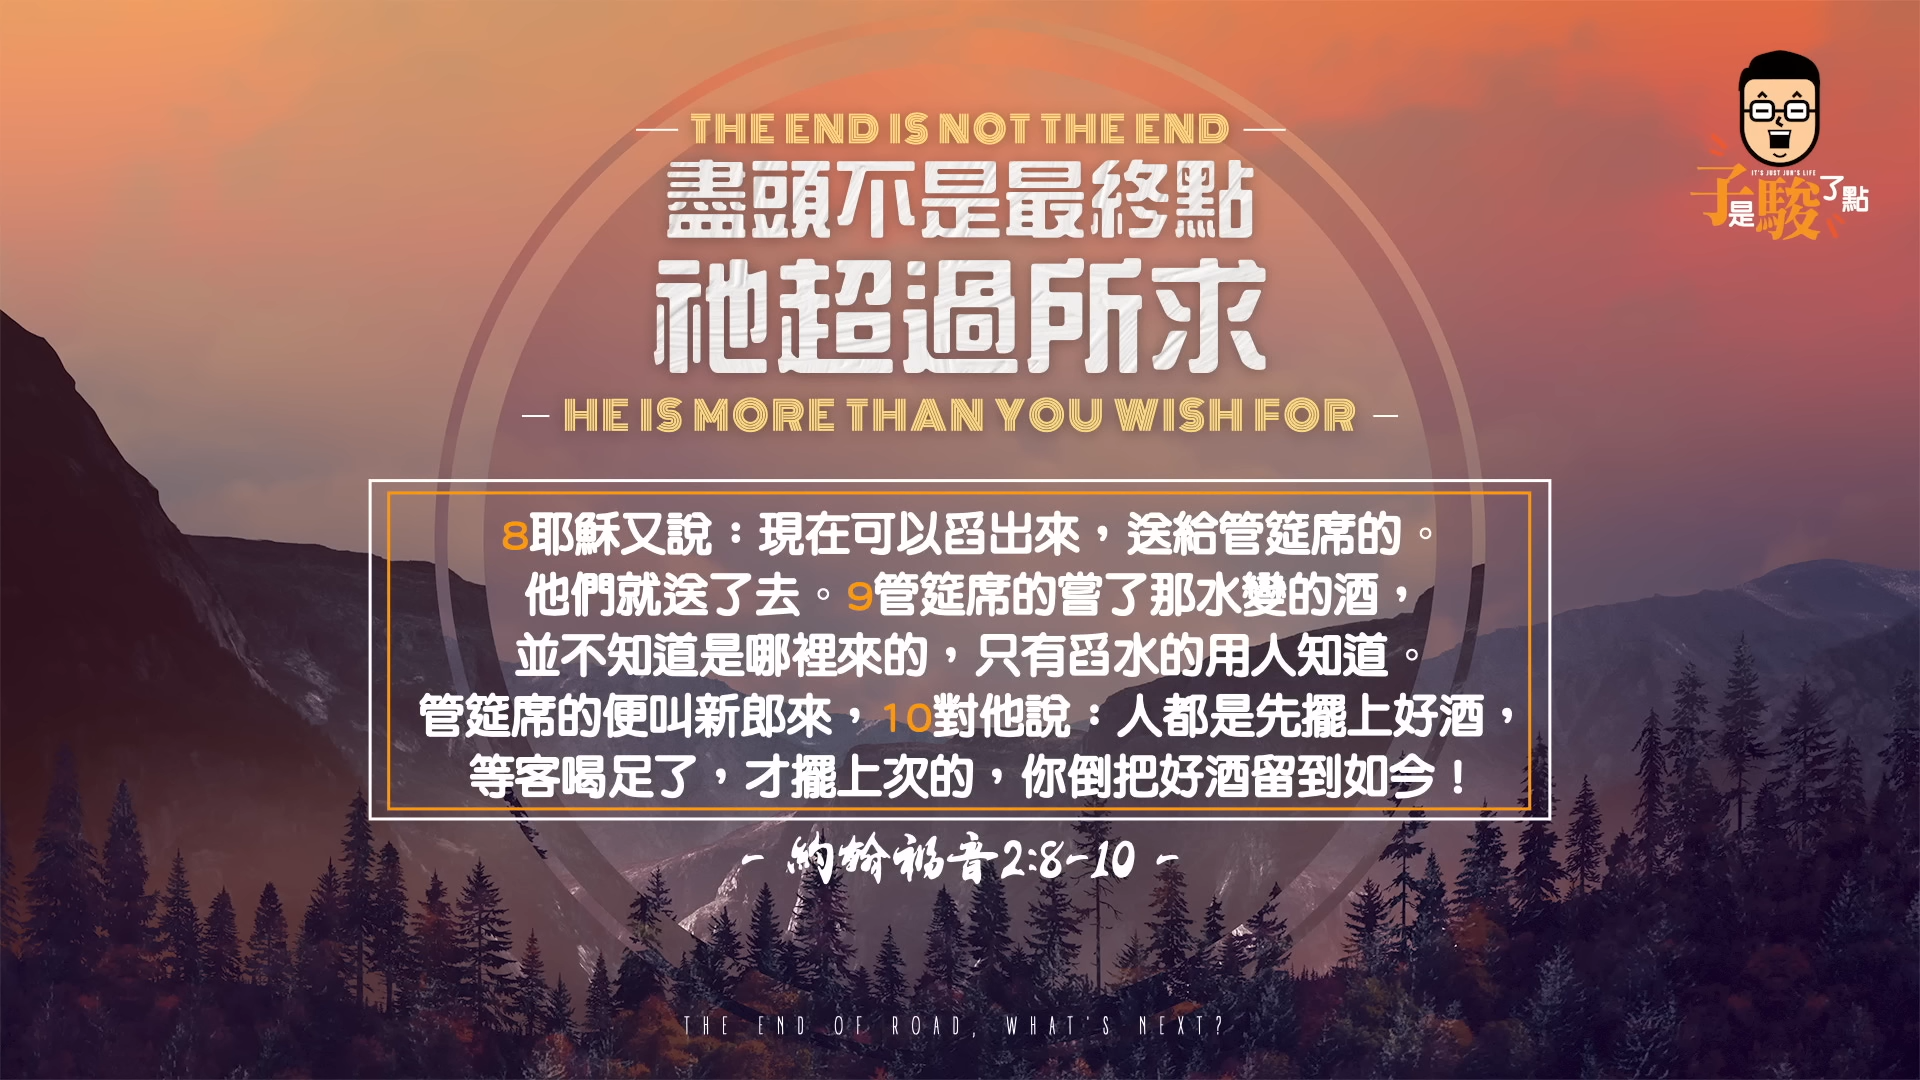 THE END IS NOT THE END
盡頭不是最終點
祂超過所求
HE IS MORE THAN YOU WISH FOR
IT'S JUST JUN'S LIFE
子是駿了點
8耶穌又說：現在可以舀出來，送給管筵席的。
他們就送了去。9管筵席的嘗了那水變的酒，
並不知道是哪裡來的，只有舀水的用人知道。
管筵席的便叫新郎來，10對他說：人都是先擺上好酒，
等客喝足了，才擺上次的，你倒把好酒留到如今！
- 約翰福音2:8-10 -
THE END OF ROAD, WHAT'S NEXT?